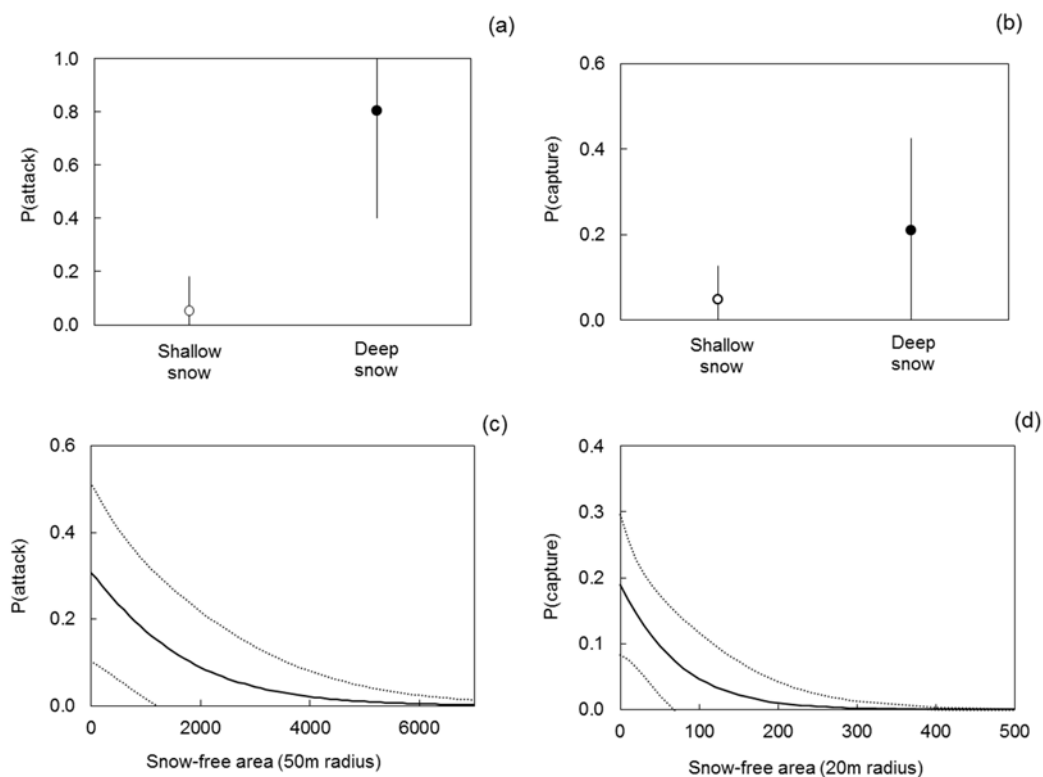 (a)
P(attack)
1.0
0.8
0.6
0.4
0.2
0.0
Shallow
snow
Deep
snow
(b)
P(capture)
0.6
0.4
0.2
0.0
Shallow
snow
Deep
snow
(c)
P(attack)
0.6
0.4
0.2
0.0
0
2000
4000
6000
Snow-free area (50m radius)
(d)
P(capture)
0.4
0.3
0.2
0.1
0.0
0
100
200
300
400
500
Snow-free area (20m radius)